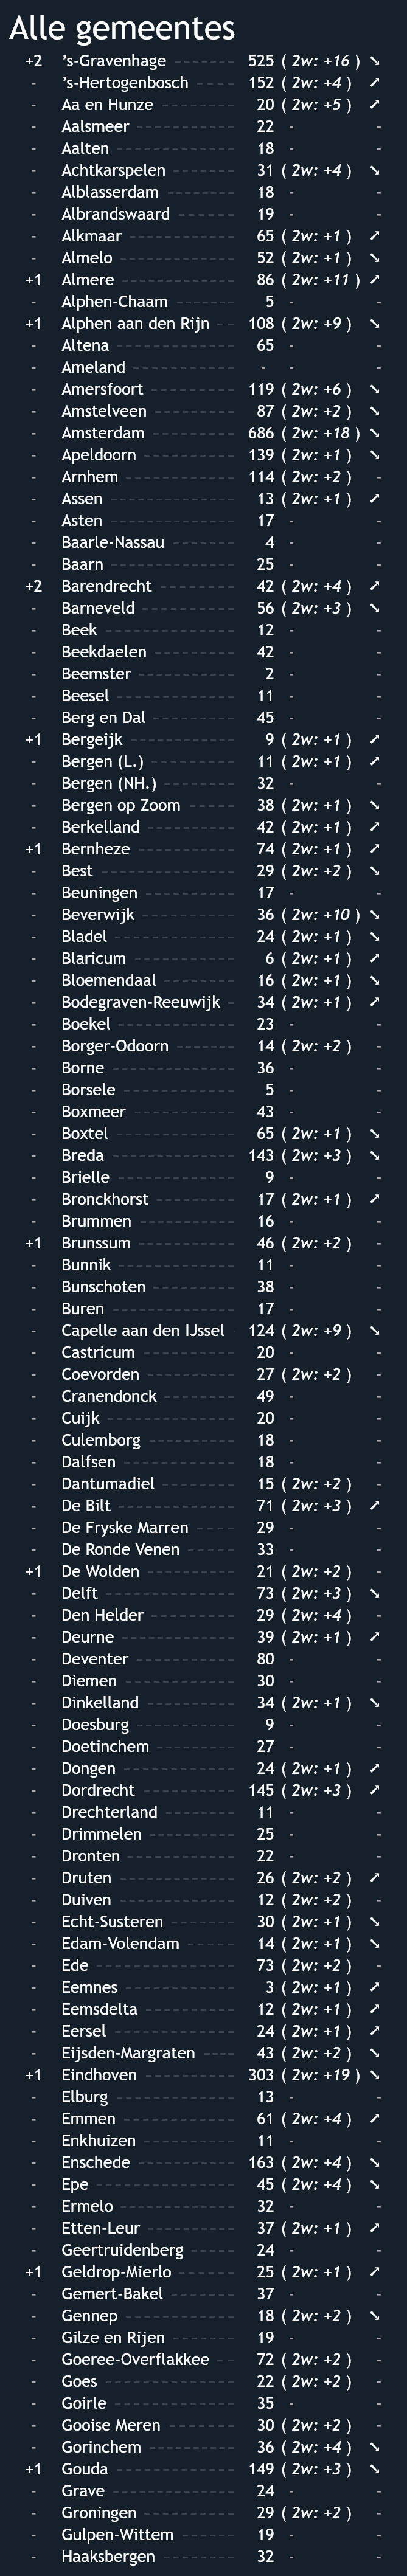 Alle gemeentes
+2 ’s-Gravenhage 525 ( 2w: +16 ) ➘
- ’s-Hertogenbosch 152 ( 2w: +4 ) ➚
- Aa en Hunze 20 ( 2w: +5 ) ➚
- Aalsmeer 22 - -
- Aalten 18 - -
- Achtkarspelen 31 ( 2w: +4 ) ➘
- Alblasserdam 18 - -
- Albrandswaard 19 - -
- Alkmaar 65 ( 2w: +1 ) ➚
- Almelo 52 ( 2w: +1 ) ➘
+1 Almere 86 ( 2w: +11 ) ➚
- Alphen-Chaam 5 - -
+1 Alphen aan den Rijn 108 ( 2w: +9 ) ➘
- Altena 65 - -
- Ameland - - -
- Amersfoort 119 ( 2w: +6 ) ➘
- Amstelveen 87 ( 2w: +2 ) ➘
- Amsterdam 686 ( 2w: +18 ) ➘
- Apeldoorn 139 ( 2w: +1 ) ➘
- Arnhem 114 ( 2w: +2 ) -
- Assen 13 ( 2w: +1 ) ➚
- Asten 17 - -
- Baarle-Nassau 4 - -
- Baarn 25 - -
+2 Barendrecht 42 ( 2w: +4 ) ➚
- Barneveld 56 ( 2w: +3 ) ➘
- Beek 12 - -
- Beekdaelen 42 - -
- Beemster 2 - -
- Beesel 11 - -
- Berg en Dal 45 - -
+1 Bergeijk 9 ( 2w: +1 ) ➚
- Bergen (L.) 11 ( 2w: +1 ) ➚
- Bergen (NH.) 32 - -
- Bergen op Zoom 38 ( 2w: +1 ) ➘
- Berkelland 42 ( 2w: +1 ) ➚
+1 Bernheze 74 ( 2w: +1 ) ➚
- Best 29 ( 2w: +2 ) ➘
- Beuningen 17 - -
- Beverwijk 36 ( 2w: +10 ) ➘
- Bladel 24 ( 2w: +1 ) ➘
- Blaricum 6 ( 2w: +1 ) ➚
- Bloemendaal 16 ( 2w: +1 ) ➘
- Bodegraven-Reeuwijk 34 ( 2w: +1 ) ➚
- Boekel 23 - -
- Borger-Odoorn 14 ( 2w: +2 ) -
- Borne 36 - -
- Borsele 5 - -
- Boxmeer 43 - -
- Boxtel 65 ( 2w: +1 ) ➘
- Breda 143 ( 2w: +3 ) ➘
- Brielle 9 - -
- Bronckhorst 17 ( 2w: +1 ) ➚
- Brummen 16 - -
+1 Brunssum 46 ( 2w: +2 ) -
- Bunnik 11 - -
- Bunschoten 38 - -
- Buren 17 - -
- Capelle aan den IJssel 124 ( 2w: +9 ) ➘
- Castricum 20 - -
- Coevorden 27 ( 2w: +2 ) -
- Cranendonck 49 - -
- Cuijk 20 - -
- Culemborg 18 - -
- Dalfsen 18 - -
- Dantumadiel 15 ( 2w: +2 ) -
- De Bilt 71 ( 2w: +3 ) ➚
- De Fryske Marren 29 - -
- De Ronde Venen 33 - -
+1 De Wolden 21 ( 2w: +2 ) -
- Delft 73 ( 2w: +3 ) ➘
- Den Helder 29 ( 2w: +4 ) -
- Deurne 39 ( 2w: +1 ) ➚
- Deventer 80 - -
- Diemen 30 - -
- Dinkelland 34 ( 2w: +1 ) ➘
- Doesburg 9 - -
- Doetinchem 27 - -
- Dongen 24 ( 2w: +1 ) ➚
- Dordrecht 145 ( 2w: +3 ) ➚
- Drechterland 11 - -
- Drimmelen 25 - -
- Dronten 22 - -
- Druten 26 ( 2w: +2 ) ➚
- Duiven 12 ( 2w: +2 ) -
- Echt-Susteren 30 ( 2w: +1 ) ➘
- Edam-Volendam 14 ( 2w: +1 ) ➘
- Ede 73 ( 2w: +2 ) -
- Eemnes 3 ( 2w: +1 ) ➚
- Eemsdelta 12 ( 2w: +1 ) ➚
- Eersel 24 ( 2w: +1 ) ➚
- Eijsden-Margraten 43 ( 2w: +2 ) ➘
+1 Eindhoven 303 ( 2w: +19 ) ➘
- Elburg 13 - -
- Emmen 61 ( 2w: +4 ) ➚
- Enkhuizen 11 - -
- Enschede 163 ( 2w: +4 ) ➘
- Epe 45 ( 2w: +4 ) ➘
- Ermelo 32 - -
- Etten-Leur 37 ( 2w: +1 ) ➚
- Geertruidenberg 24 - -
+1 Geldrop-Mierlo 25 ( 2w: +1 ) ➚
- Gemert-Bakel 37 - -
- Gennep 18 ( 2w: +2 ) ➘
- Gilze en Rijen 19 - -
- Goeree-Overflakkee 72 ( 2w: +2 ) -
- Goes 22 ( 2w: +2 ) -
- Goirle 35 - -
- Gooise Meren 30 ( 2w: +2 ) -
- Gorinchem 36 ( 2w: +4 ) ➘
+1 Gouda 149 ( 2w: +3 ) ➘
- Grave 24 - -
- Groningen 29 ( 2w: +2 ) -
- Gulpen-Wittem 19 - -
- Haaksbergen 32 - -